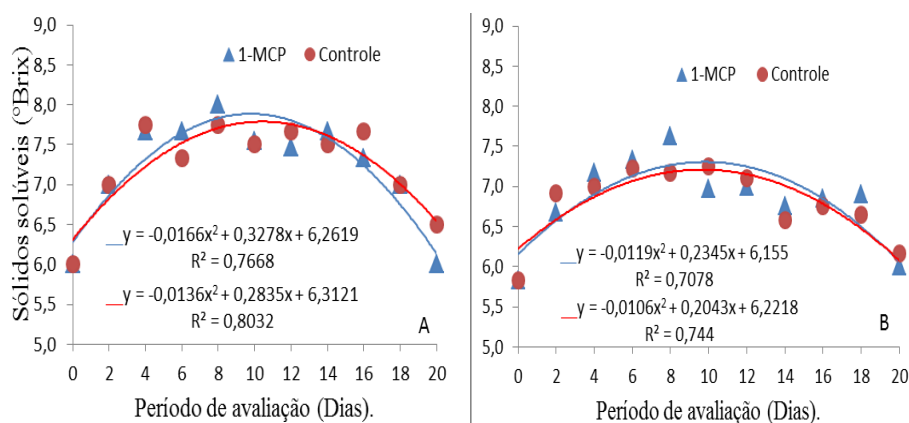 Sólidos solúveis (ºBrix)
9,0
8,5
8,0
7,5
7,0
6,5
6,0
5,5
5,0
1-MCP Controle
y = -0,0166x² + 0,3278x + 6,2619
R² = 0,7668
y = -0,0136x² + 0,2835x + 6,3121
R² = 0,8032
A
0 2 4 6 8 10 12 14 16 18 20
Período de avaliação (Dias).
9,0
8,5
8,0
7,5
7,0
6,5
6,0
5,5
5,0
1-MCP Controle
y = -0,0119x² + 0,2345x + 6,155
R² = 0,7078
y = -0,0106x² + 0,2043x + 6,2218
R² = 0,744
B
0 2 4 6 8 10 12 14 16 18 20
Período de avaliação (Dias).